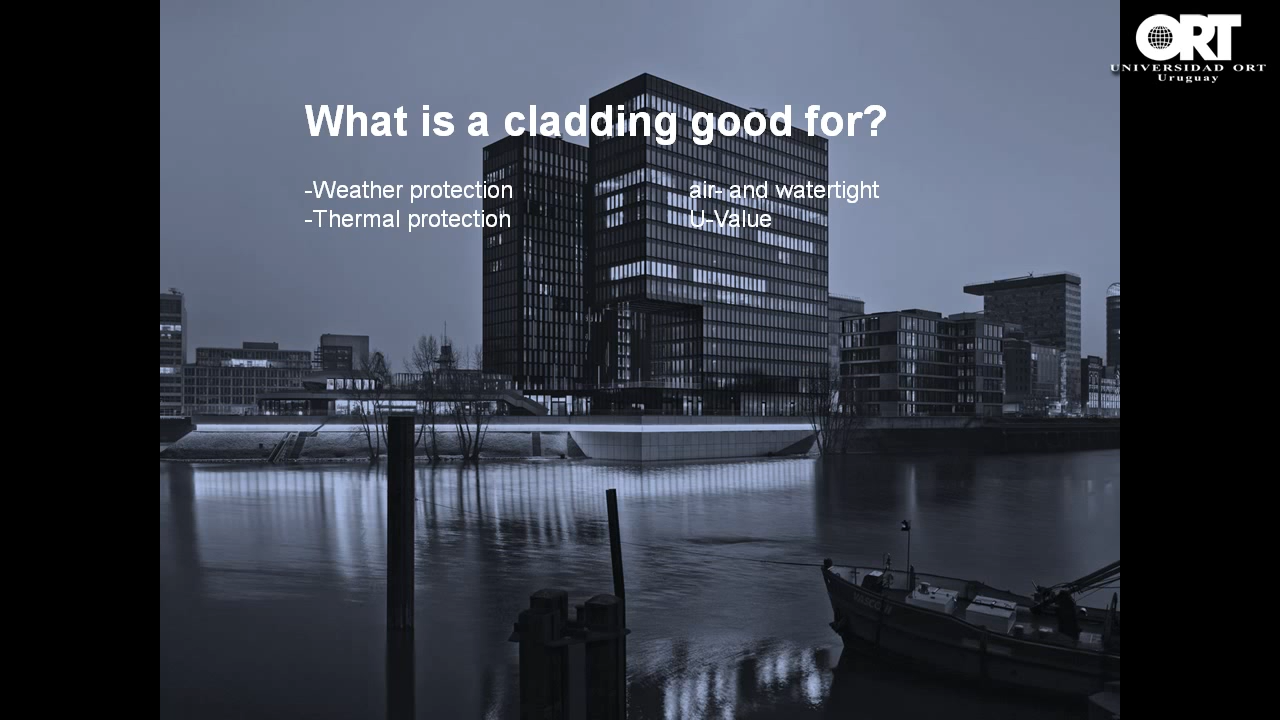 ORT
UNIVERSIDAD ORT
Uruguay
What is a cladding good for?
-Weather protection air- and watertight
-Thermal protection U-Value